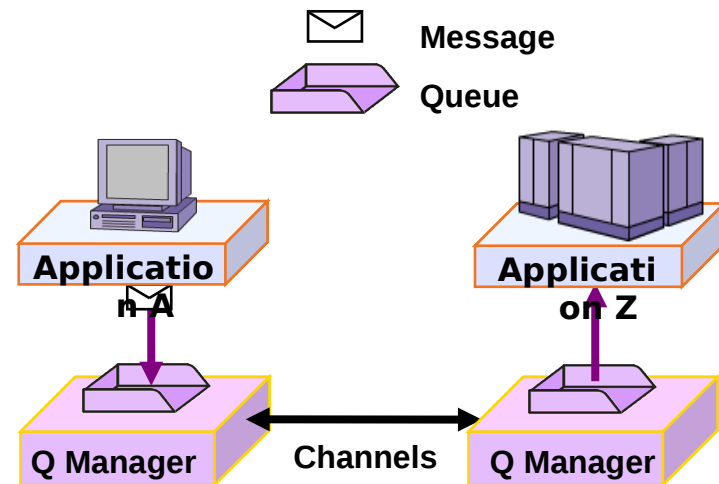 Message
Queue
Applicatio
n A
Applicati
on Z
Channels
Q Manager
Q Manager